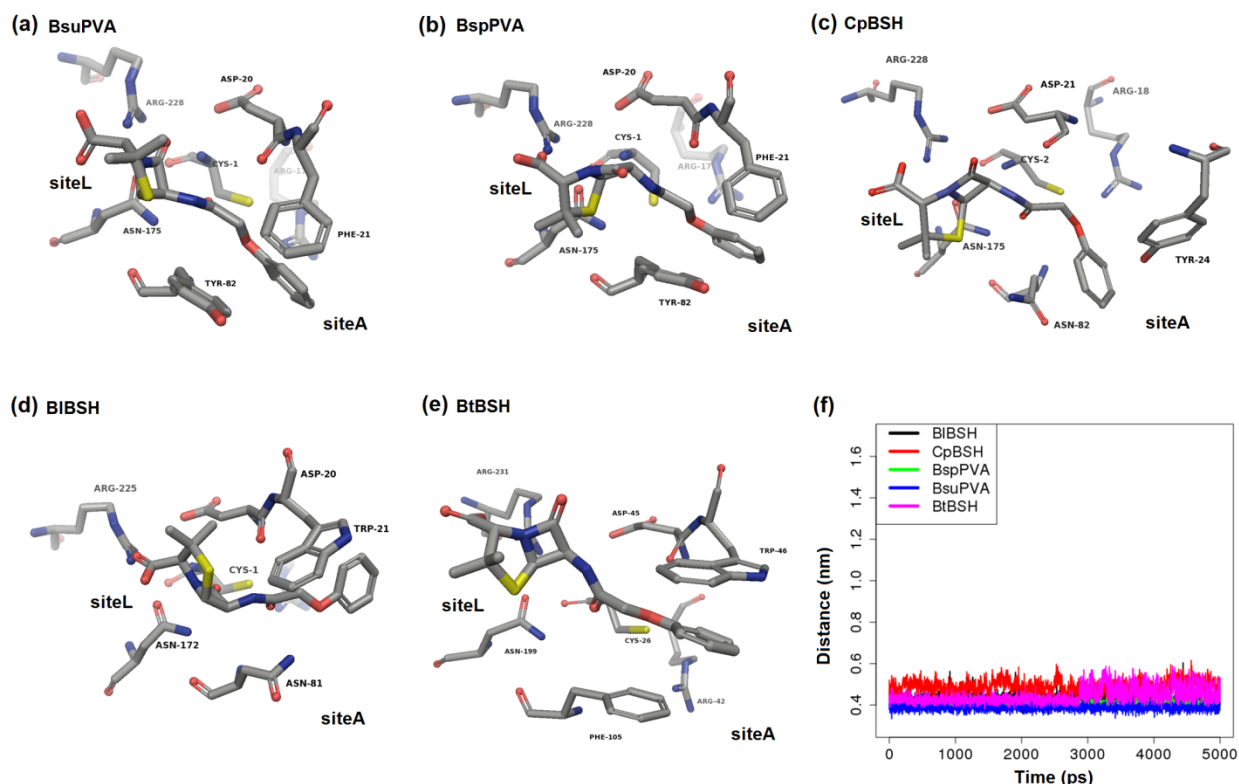 (a) BsuPVA
ARG-228
ASP-20
CYS-1
ARG-17
siteL
ASN-175
PHE-21
TYR-82
siteA
(b) BspPVA
ASP-20
ARG-228
CYS-1
PHE-21
ARG-17
siteL
ASN-175
TYR-82
siteA
(c) CpBSH
ARG-228
ASP-21
ARG-18
CYS-2
siteL
ASN-175
TYR-24
ASN-82
siteA
(d) BlBSH
ASP-20
ARG-225
TRP-21
CYS-1
siteL
ASN-172
ASN-81
siteA
(e) BtBSH
ARG-231
ASP-45
TRP-46
siteL
CYS-26
ASN-199
ARG-42
PHE-105
siteA
(f)
BlBSH
CpBSH
BspPVA
BsuPVA
BtBSH
Distance (nm)
1.6
1.4
1.2
1.0
0.8
0.6
0.4
0 1000 2000 3000 4000 5000
Time (ps)